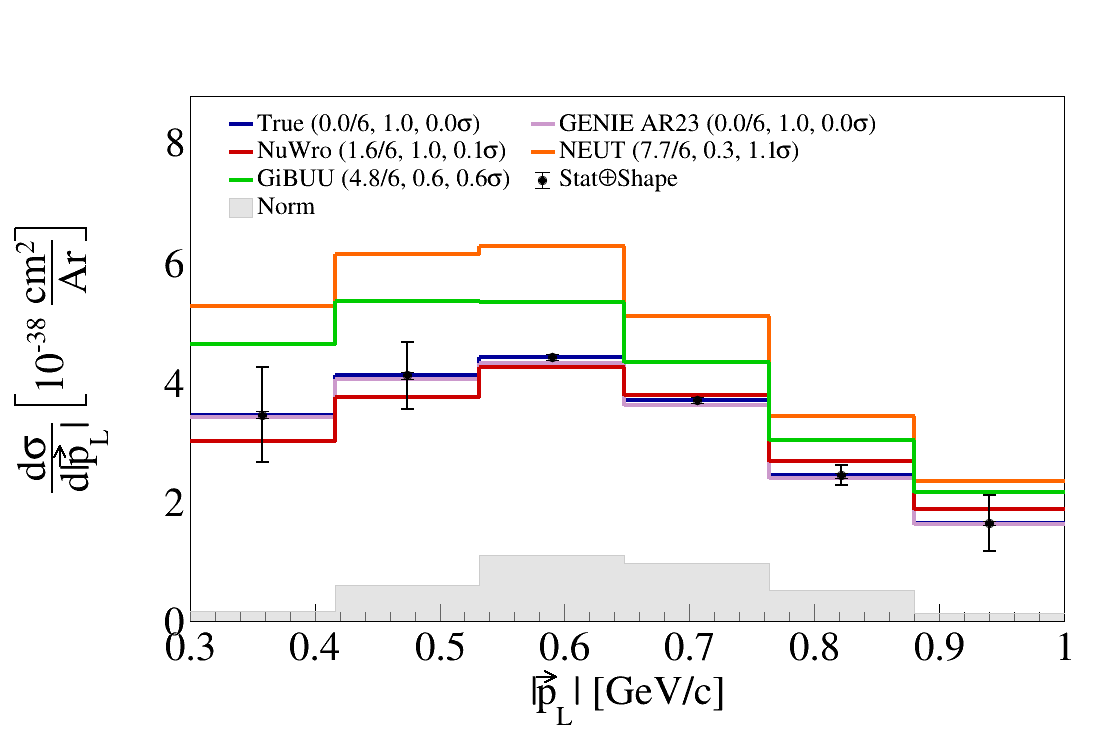 True (0.0/6, 1.0, 0.0σ)
GENIE AR23 (0.0/6, 1.0, 0.0σ)
NuWro (1.6/6, 1.0, 0.1σ)
NEUT (7.7/6, 0.3, 1.1σ)
GiBUU (4.8/6, 0.6, 0.6σ)
Stat⊕Shape
Norm
dσ/d|p⃗_L| [10^-38 cm²/Ar]
8
6
4
2
0
0.3 0.4 0.5 0.6 0.7 0.8 0.9 1
|p⃗_L| [GeV/c]